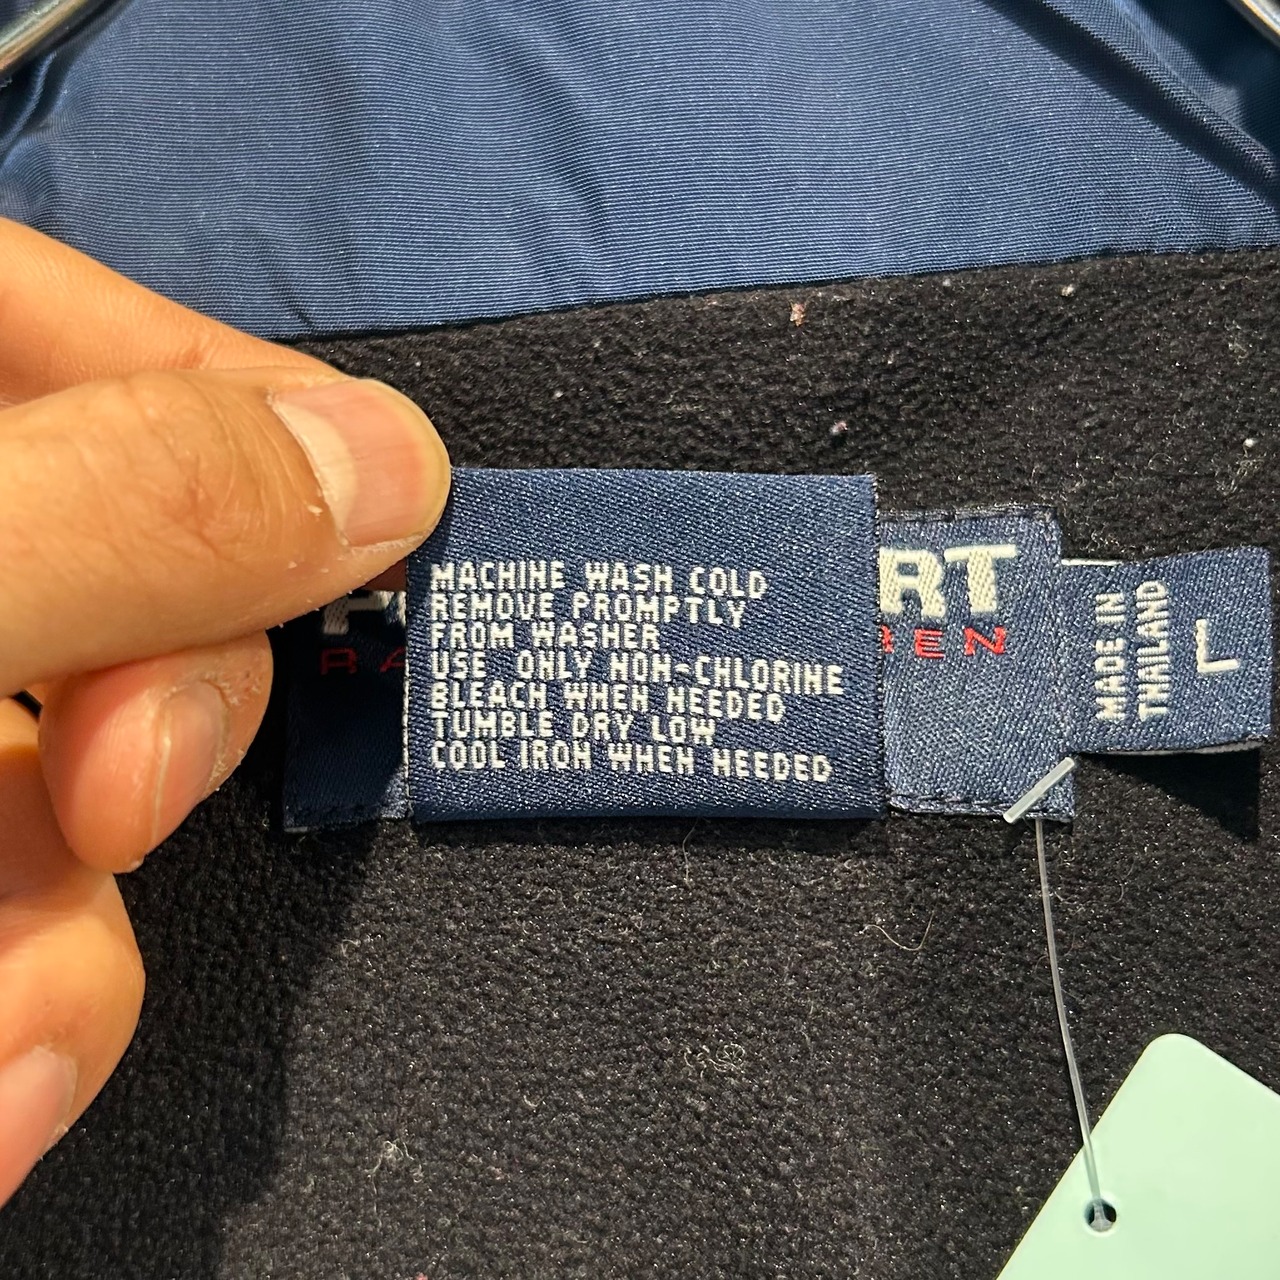 MACHINE WASH COLD
REMOVE PROMPTLY
FROM WASHER
USE ONLY NON-CHLORINE
BLEACH WHEN NEEDED
TUMBLE DRY LOW
COOL IRON WHEN NEEDED
P RT
RA REN
MADE IN
THAILAND
L